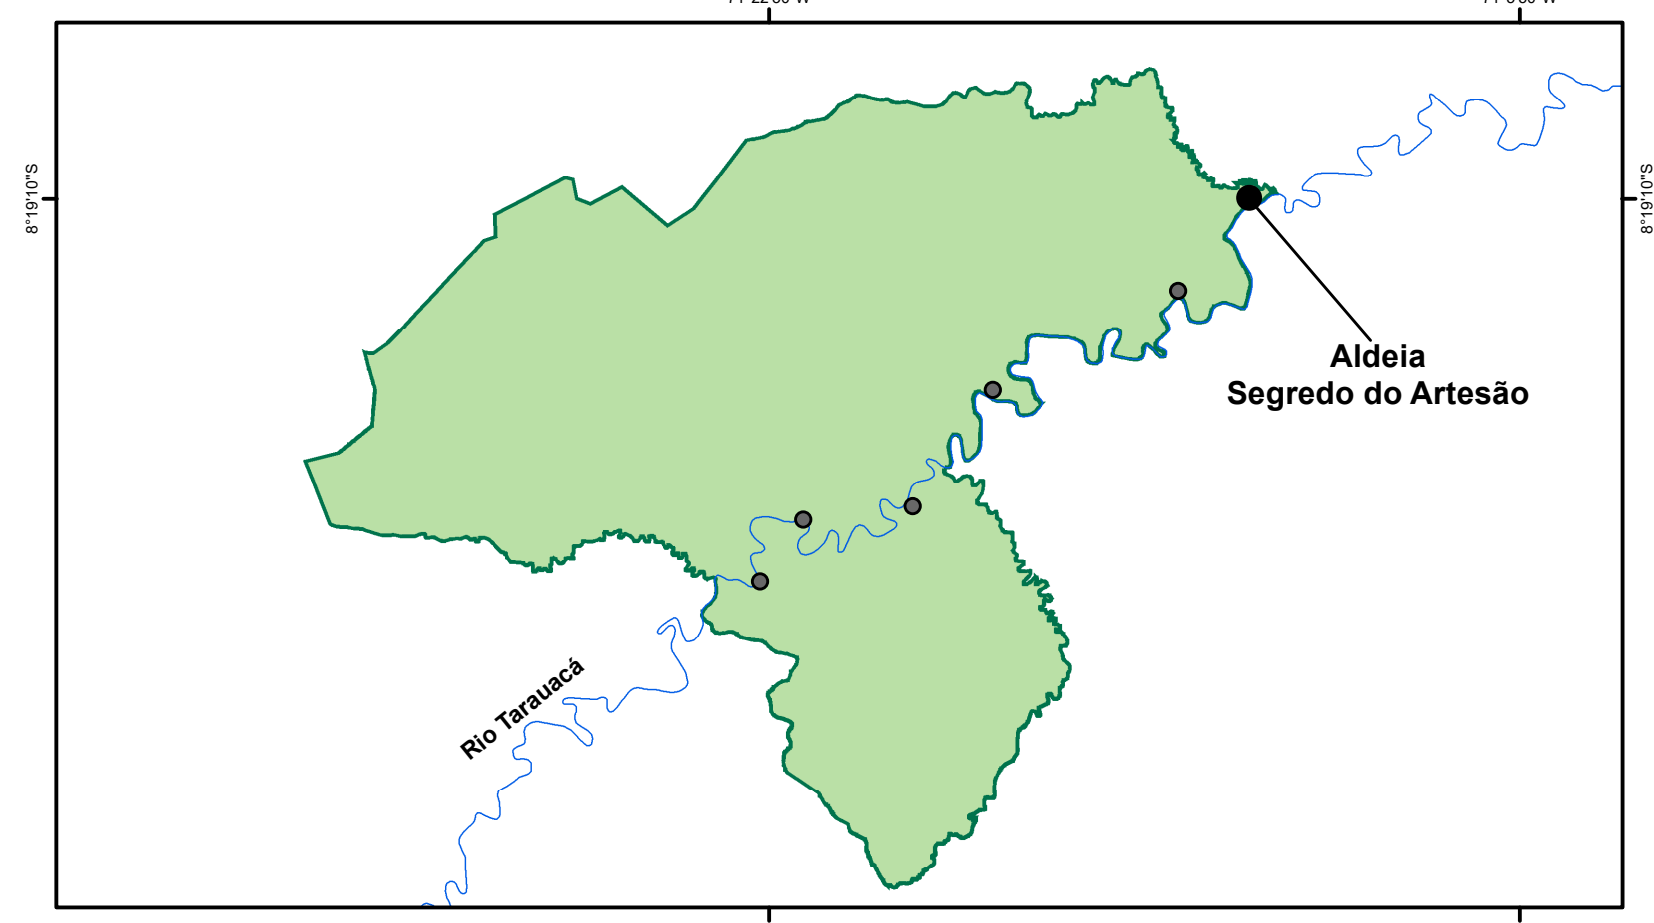 8°19'10"S
8°19'10"S
Aldeia
Segredo do Artesão
Rio Tarauacá